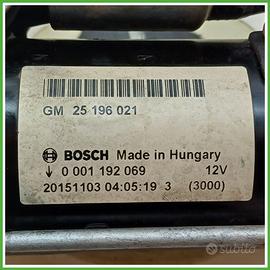 GM 25 196 021
BOSCH Made in Hungary
↓ 0 001 192 069 12V
20151103 04:05:19 3 (3000)
subito